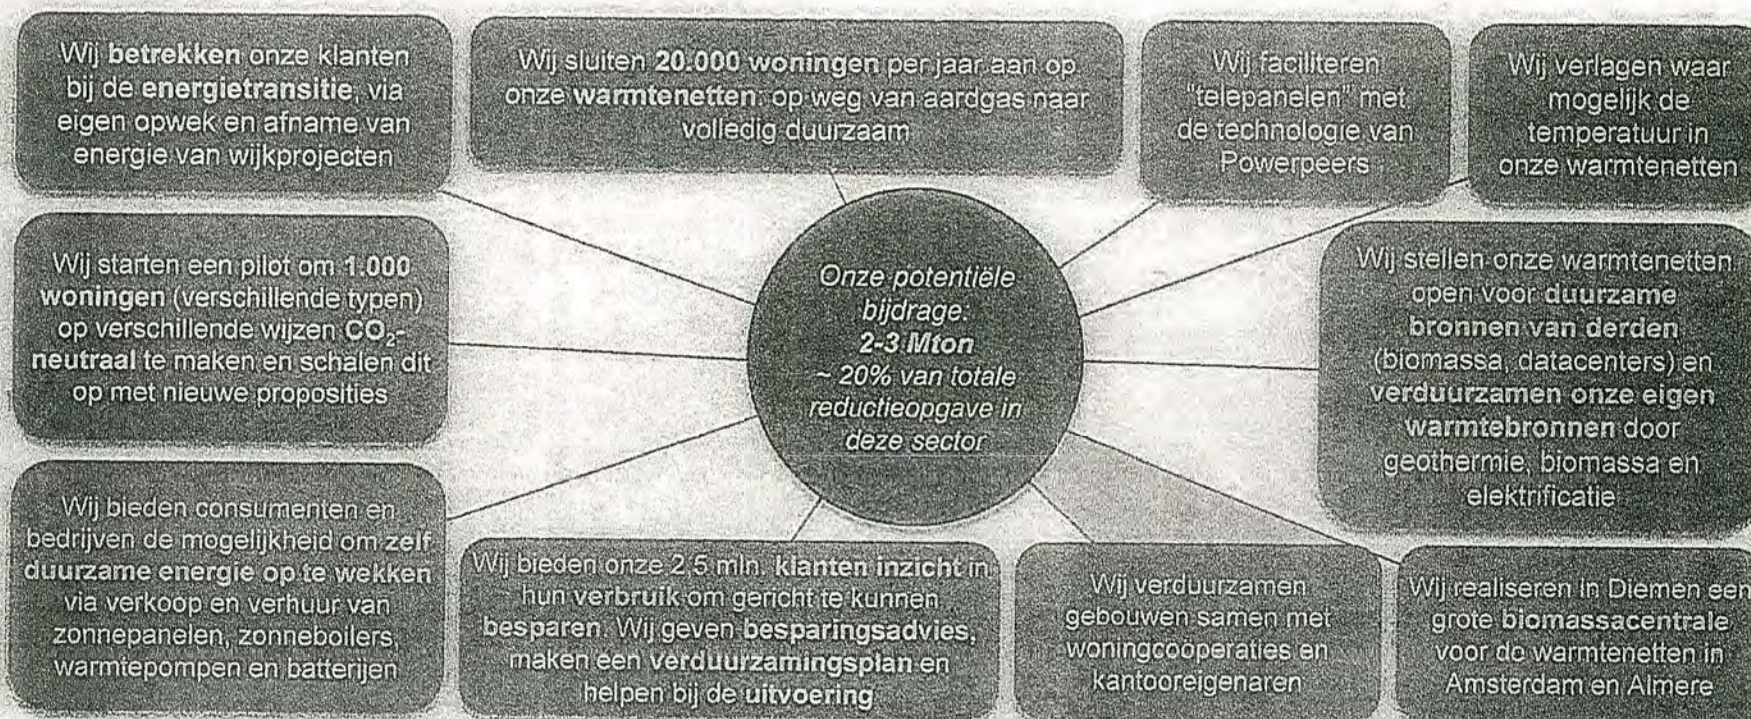 Wij betrekken onze klanten
bij de energietransitie, via
eigen opwek en afname van
energie van wijkprojecten
Wij sluiten 20.000 woningen per jaar aan op
onze warmtenetten: op weg van aardgas naar
volledig duurzaam
Wij faciliteren
"telepanelen" met
de technologie van
Powerpeers
Wij verlagen waar
mogelijk de
temperatuur in
onze warmtenetten
Wij starten een pilot om 1.000
woningen (verschillende typen)
op verschillende wijzen CO₂-
neutraal te maken en schalen dit
op met nieuwe proposities
Onze potentiële
bijdrage:
2-3 Mton
~ 20% van totale
reductieopgave in
deze sector
Wij stellen onze warmtenetten
open voor duurzame
bronnen van derden
(biomassa, datacenters) en
verduurzamen onze eigen
warmtebronnen door
geothermie, biomassa en
elektrificatie
Wij bieden consumenten en
bedrijven de mogelijkheid om zelf
duurzame energie op te wekken
via verkoop en verhuur van
zonnepanelen, zonneboilers,
warmtepompen en batterijen
Wij bieden onze 2,5 mln. klanten inzicht in
hun verbruik om gericht te kunnen
besparen. Wij geven besparingsadvies,
maken een verduurzamingsplan en
helpen bij de uitvoering
Wij verduurzamen
gebouwen samen met
woningcoöperaties en
kantooreigenaren
Wij realiseren in Diemen een
grote biomassacentrale
voor de warmtenetten in
Amsterdam en Almere